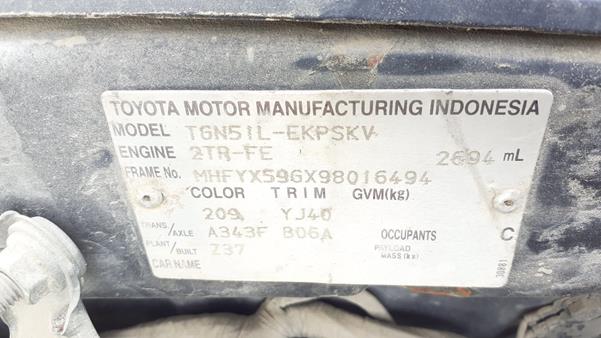 TOYOTA MOTOR MANUFACTURING INDONESIA
MODEL TGN51L-EKPSKV
ENGINE 2TR-FE 2694 mL
FRAME No. MHFYX59GX98016494
COLOR TRIM GVM(kg)
209 YJ40
TRANS/AXLE A343F B06A OCCUPANTS C
PLANT/BUILT Z37 PAYLOAD MASS(kg)
CAR NAME
30881